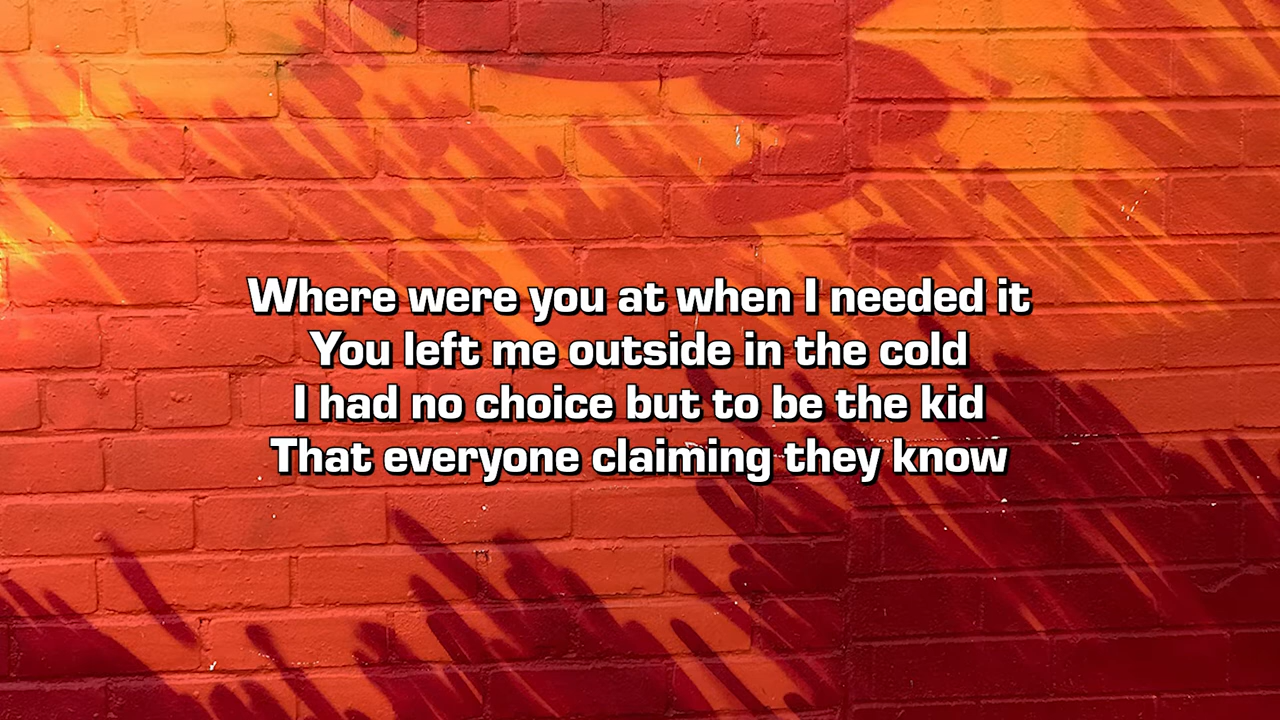 Where were you at when I needed it
You left me outside in the cold
I had no choice but to be the kid
That everyone claiming they know